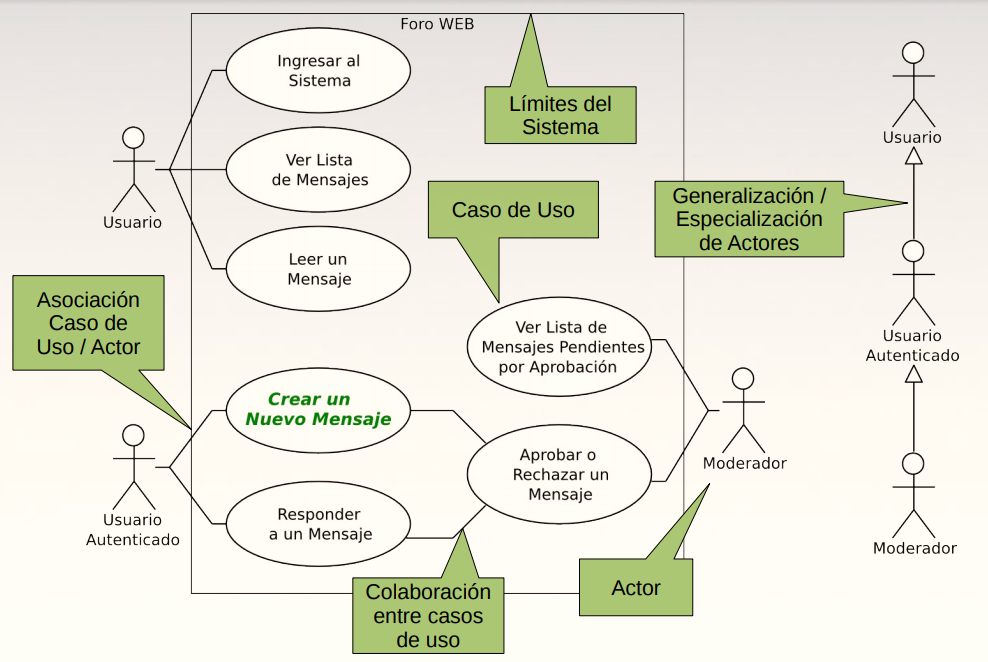 Foro WEB
Ingresar al
Sistema
Límites del
Sistema
Usuario
Ver Lista
de Mensajes
Usuario
Caso de Uso
Generalización /
Especialización
de Actores
Leer un
Mensaje
Asociación
Caso de
Uso / Actor
Ver Lista de
Mensajes Pendientes
por Aprobación
Usuario
Autenticado
Crear un
Nuevo Mensaje
Aprobar o
Rechazar un
Mensaje
Moderador
Usuario
Autenticado
Responder
a un Mensaje
Moderador
Colaboración
entre casos
de uso
Actor